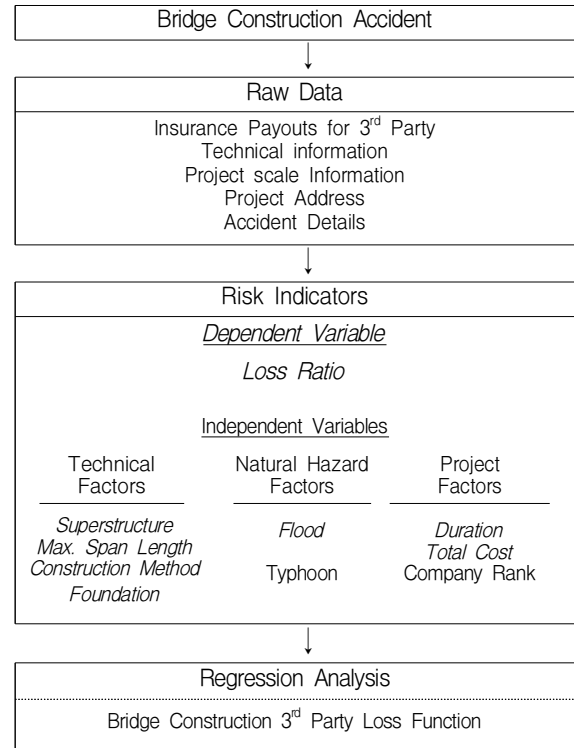 Bridge Construction Accident
Raw Data
Insurance Payouts for 3rd Party
Technical information
Project scale Information
Project Address
Accident Details
Risk Indicators
Dependent Variable
Loss Ratio
Independent Variables
Technical
Factors
Superstructure
Max. Span Length
Construction Method
Foundation
Natural Hazard
Factors
Flood
Typhoon
Project
Factors
Duration
Total Cost
Company Rank
Regression Analysis
Bridge Construction 3rd Party Loss Function